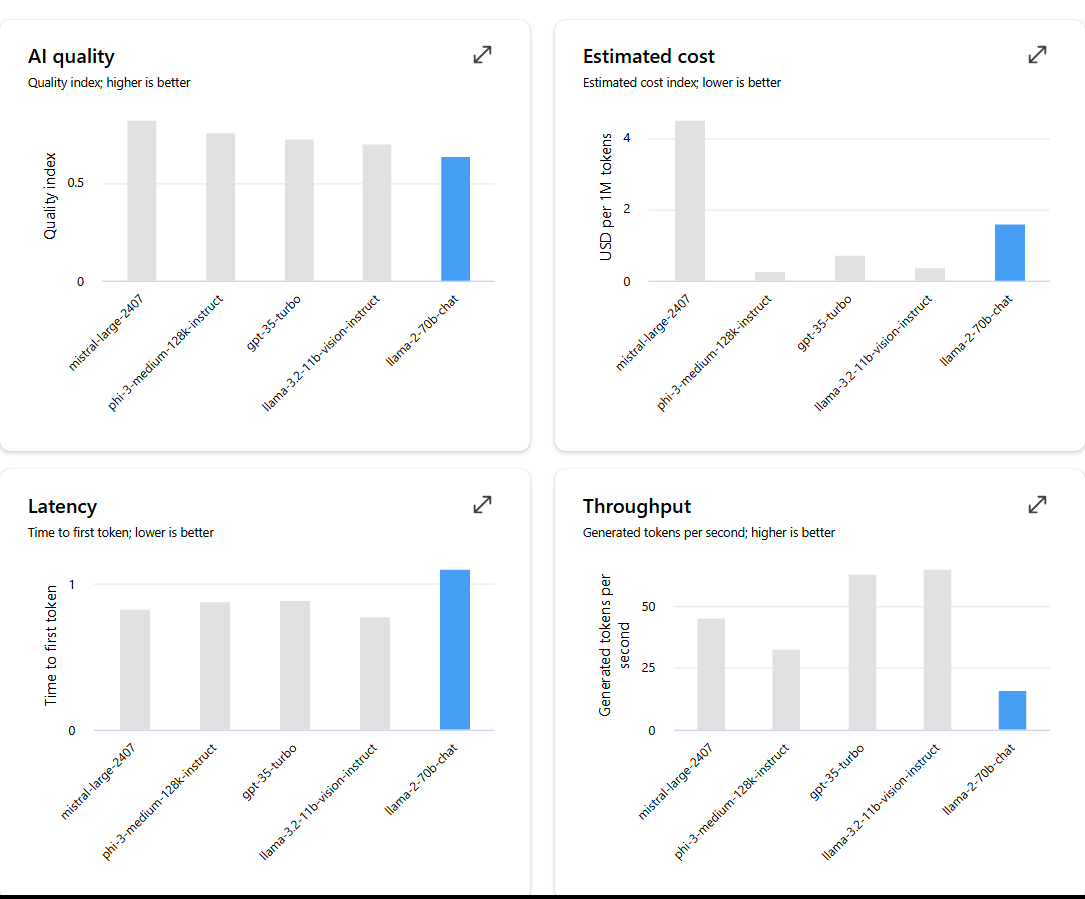 AI quality
Quality index; higher is better
Quality index
0.5
0
mistral-large-2407
phi-3-medium-128k-instruct
gpt-35-turbo
llama-3.2-11b-vision-instruct
llama-2-70b-chat
Estimated cost
Estimated cost index; lower is better
USD per 1M tokens
4
2
0
mistral-large-2407
phi-3-medium-128k-instruct
gpt-35-turbo
llama-3.2-11b-vision-instruct
llama-2-70b-chat
Latency
Time to first token; lower is better
Time to first token
1
0
mistral-large-2407
phi-3-medium-128k-instruct
gpt-35-turbo
llama-3.2-11b-vision-instruct
llama-2-70b-chat
Throughput
Generated tokens per second; higher is better
Generated tokens per
second
50
25
0
mistral-large-2407
phi-3-medium-128k-instruct
gpt-35-turbo
llama-3.2-11b-vision-instruct
llama-2-70b-chat